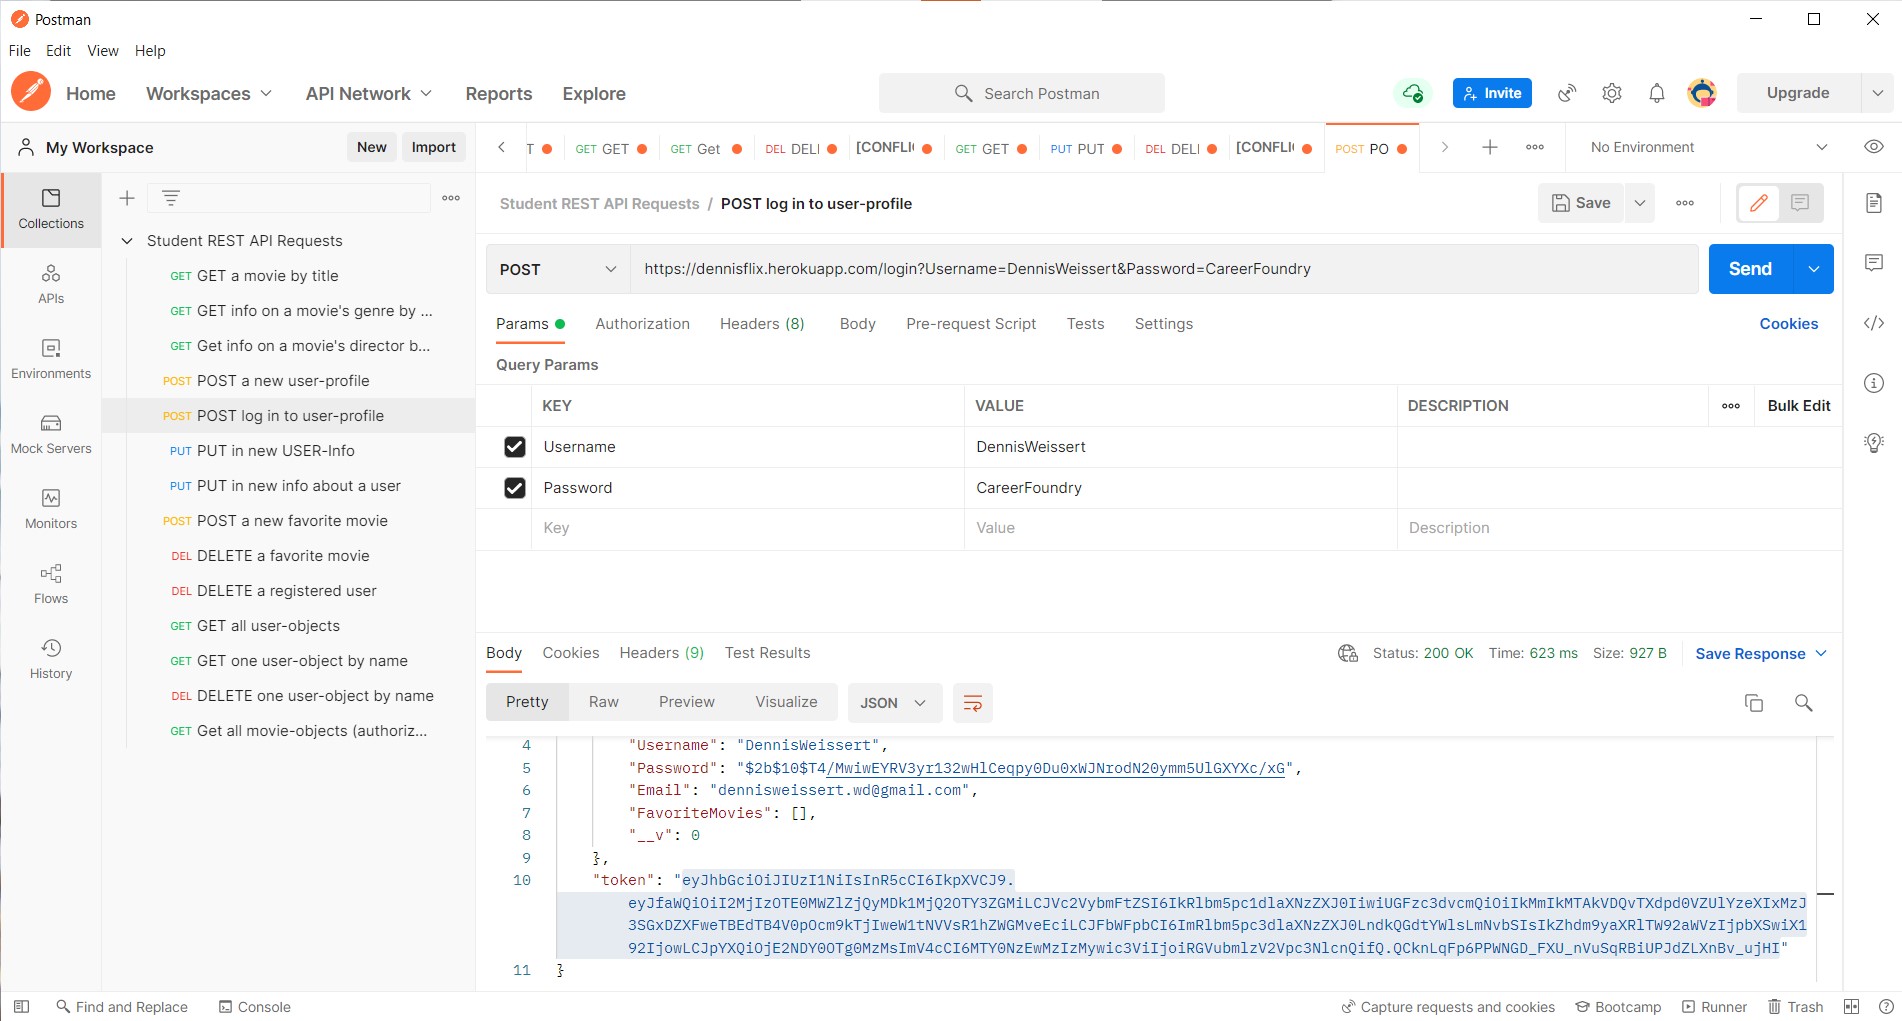 Postman
File Edit View Help
Home Workspaces API Network Reports Explore
Search Postman
Invite
Upgrade
My Workspace
New Import
T GET GET GET Get DEL DEL [CONFLI GET GET PUT PUT DEL DEL [CONFLI POST PO
No Environment
Collections
APIs
Environments
Mock Servers
Monitors
Flows
History
Student REST API Requests
GET GET a movie by title
GET GET info on a movie's genre by ...
GET Get info on a movie's director b...
POST POST a new user-profile
POST POST log in to user-profile
PUT PUT in new USER-Info
PUT PUT in new info about a user
POST POST a new favorite movie
DEL DELETE a favorite movie
DEL DELETE a registered user
GET GET all user-objects
GET GET one user-object by name
DEL DELETE one user-object by name
GET Get all movie-objects (authoriz...
Student REST API Requests / POST log in to user-profile
Save
POST https://dennisflix.herokuapp.com/login?Username=DennisWeissert&Password=CareerFoundry
Send
Params Authorization Headers (8) Body Pre-request Script Tests Settings
Cookies
Query Params
KEY VALUE DESCRIPTION Bulk Edit
Username DennisWeissert
Password CareerFoundry
Key Value Description
Body Cookies Headers (9) Test Results
Status: 200 OK Time: 623 ms Size: 927 B Save Response
Pretty Raw Preview Visualize JSON
4 "Username": "DennisWeissert",
5 "Password": "$2b$10$T4/MwiwEYRV3yr132wHlCeqpy0Du0xWJNrodN20ymm5UlGXYXc/xG",
6 "Email": "dennisweissert.wd@gmail.com",
7 "FavoriteMovies": [],
8 "__v": 0
9 },
10 "token": "eyJhbGciOiJIUzI1NiIsInR5cCI6IkpXVCJ9.
eyJfaWQiOiI2MjIzOTE0MWZlZjQyMDk1MjQ2OTY3ZGMiLCJVc2VybmFtZSI6IkRlbm5pc1dlaXNzZXJ0IiwiUGFzc3dvcmQiOiIkMmIkMTAkVDQvTXdpd0VZUlYzeXIxMzJ
3SGxDZXFweTBEdTB4V0pOcm9kTjIweW1tNVVsR1hZWGMveEciLCJFbWFpbCI6ImRlbm5pc3dlaXNzZXJ0LndkQGdtYWlsLmNvbSIsIkZhdm9yaXRlTW92aWVzIjpbXSwiX1
92IjowLCJpYXQiOjE2NDY0OTg0MzMsImV4cCI6MTY0NzEwMzIzMywic3ViIjoiRGVubmlzV2Vpc3NlcnQifQ.QCknLqFp6PPWNGD_FXU_nVuSqRBiUPJdZLXnBv_ujHI"
11 }
Find and Replace Console
Capture requests and cookies Bootcamp Runner Trash